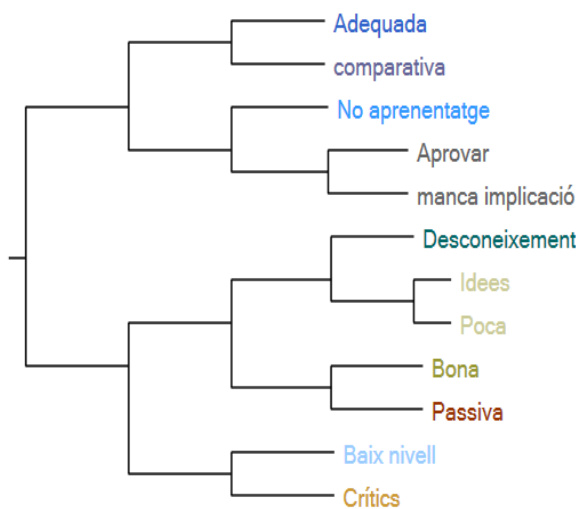 Adequada
comparativa
No aprenentatge
Aprovar
manca implicació
Desconeixement
Idees
Poca
Bona
Passiva
Baix nivell
Crítics